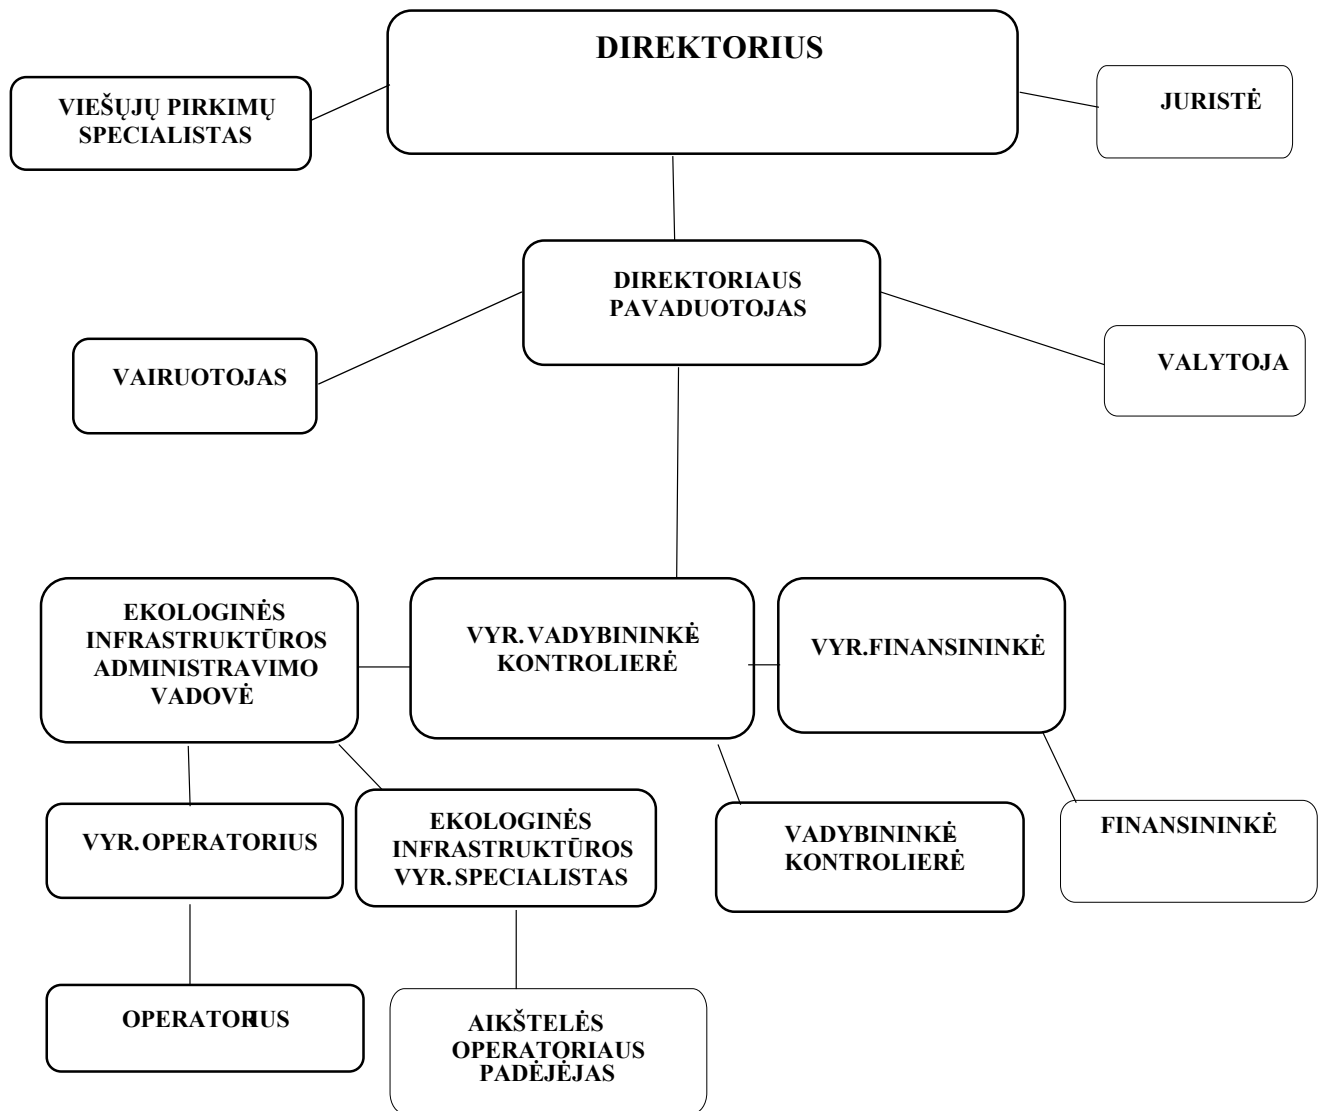 DIREKTORIUS
VIEŠŲJŲ PIRKIMŲ
SPECIALISTAS
JURISTĖ
DIREKTORIAUS
PAVADUOTOJAS
VAIRUOTOJAS
VALYTOJA
EKOLOGINĖS
INFRASTRUKTŪROS
ADMINISTRAVIMO
VADOVĖ
VYR. VADYBININKĖ-
KONTROLIERĖ
VYR.FINANSININKĖ
VYR. OPERATORIUS
EKOLOGINĖS
INFRASTRUKTŪROS
VYR. SPECIALISTAS
VADYBININKĖ-
KONTROLIERĖ
FINANSININKĖ
OPERATORIUS
AIKŠTELĖS
OPERATORIAUS
PADĖJĖJAS